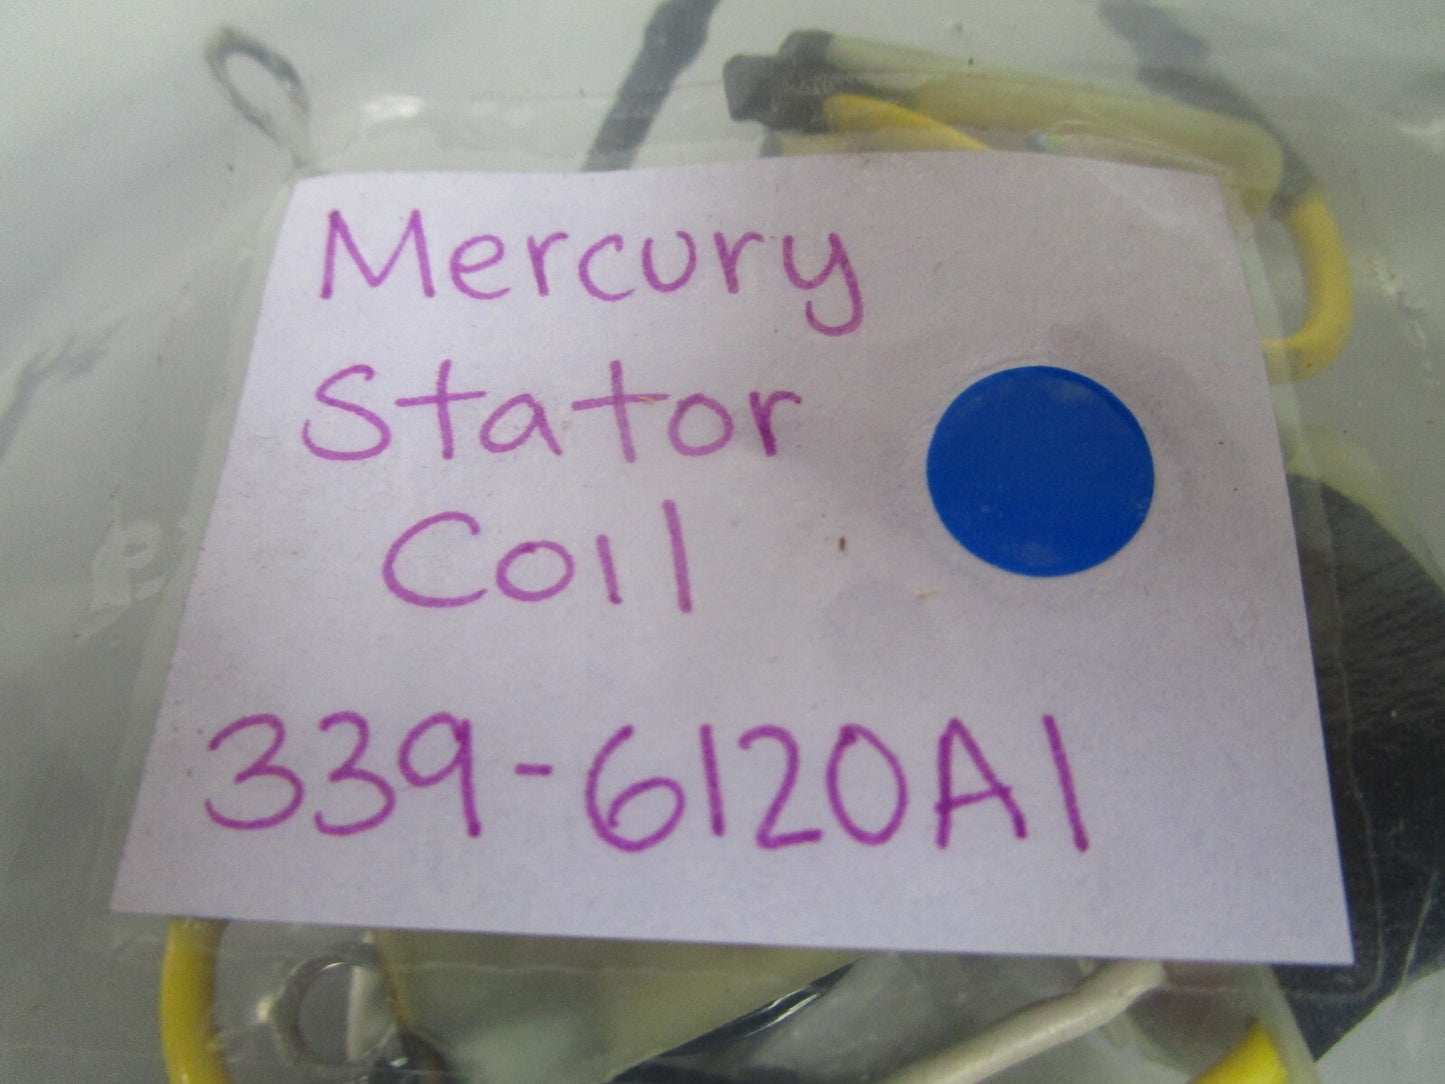 Mercury
Stator
Coil
339-6120A1